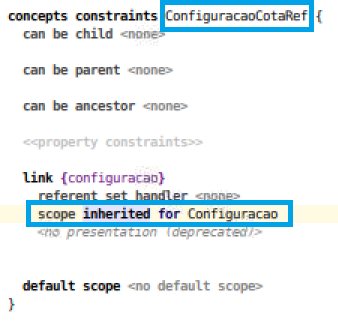 concepts constraints ConfiguracaoCotaRef {
can be child <none>
can be parent <none>
can be ancestor <none>
<<property constraints>>
link {configuracao}
referent set handler <none>
scope inherited for Configuracao
<no presentation (deprecated)/>
default scope <no default scope>
}